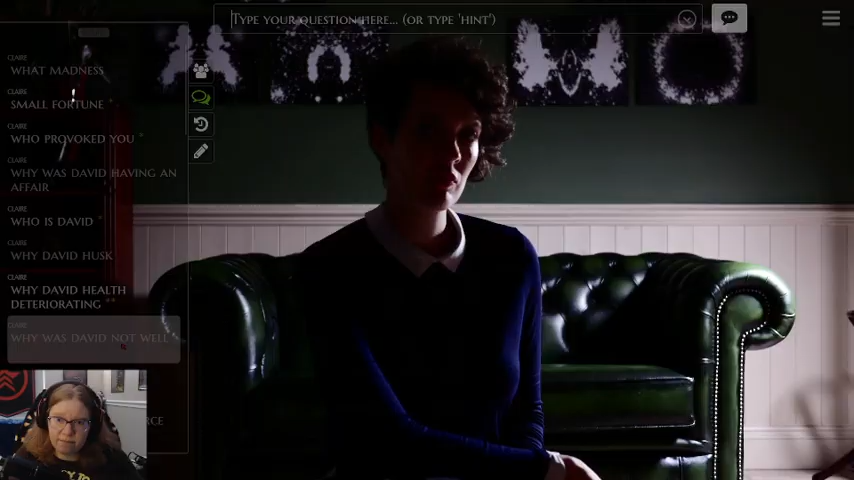 Type your question here... (or type 'hint')
CLAIRE
WHAT MADNESS
CLAIRE
SMALL FORTUNE
CLAIRE
WHO PROVOKED YOU *
CLAIRE
WHY WAS DAVID HAVING AN
AFFAIR
CLAIRE
WHO IS DAVID *
CLAIRE
WHY DAVID HUSK
CLAIRE
WHY DAVID HEALTH
DETERIORATING **
CLAIRE
WHY WAS DAVID NOT WELL *